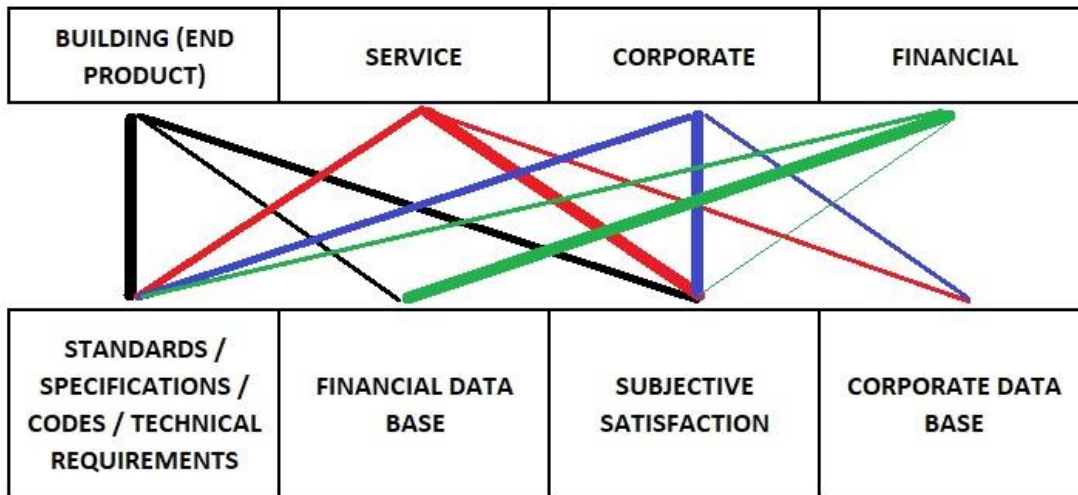 BUILDING (END
PRODUCT)
SERVICE
CORPORATE
FINANCIAL
STANDARDS /
SPECIFICATIONS /
CODES / TECHNICAL
REQUIREMENTS
FINANCIAL DATA
BASE
SUBJECTIVE
SATISFACTION
CORPORATE DATA
BASE